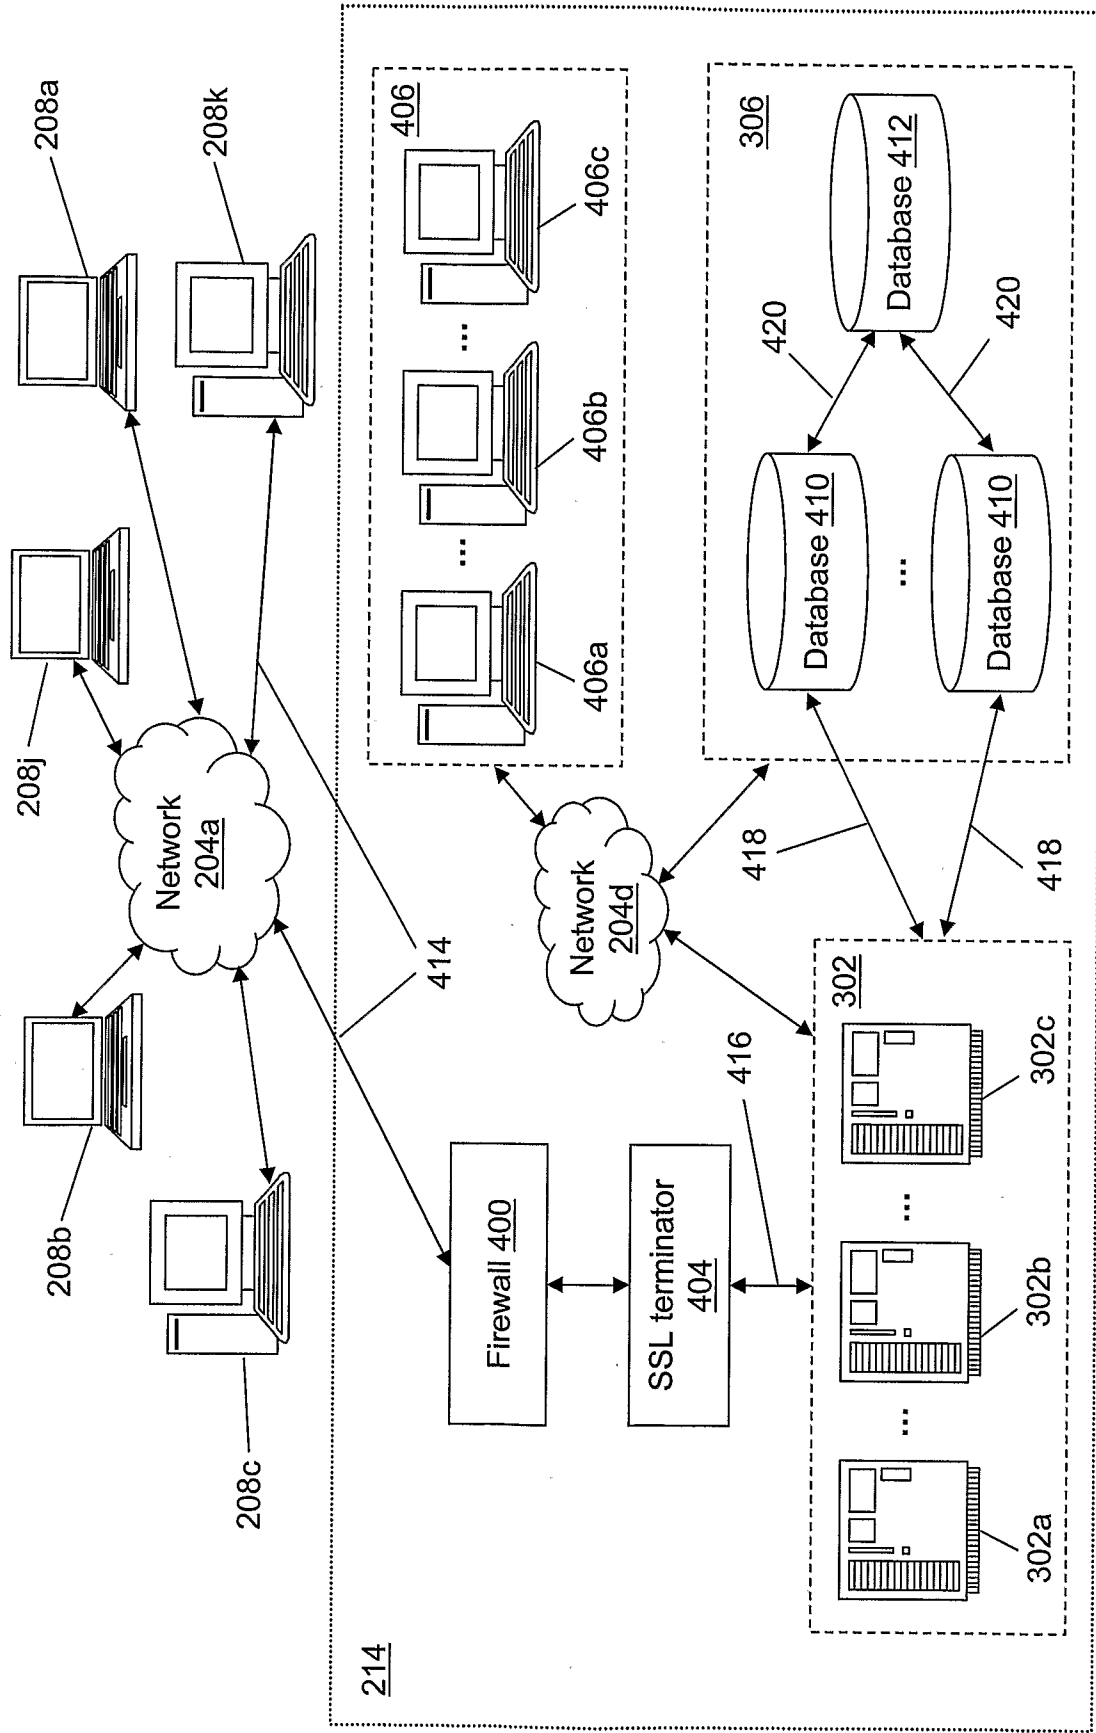 208b
208j
208a
208c
Network
204a
208k
414
214
Firewall 400
SSL terminator
404
416
Network
204d
406
406a
406b
406c
302
302a
302b
302c
418
418
306
Database 410
Database 410
420
420
Database 412
...
...
...
...
...